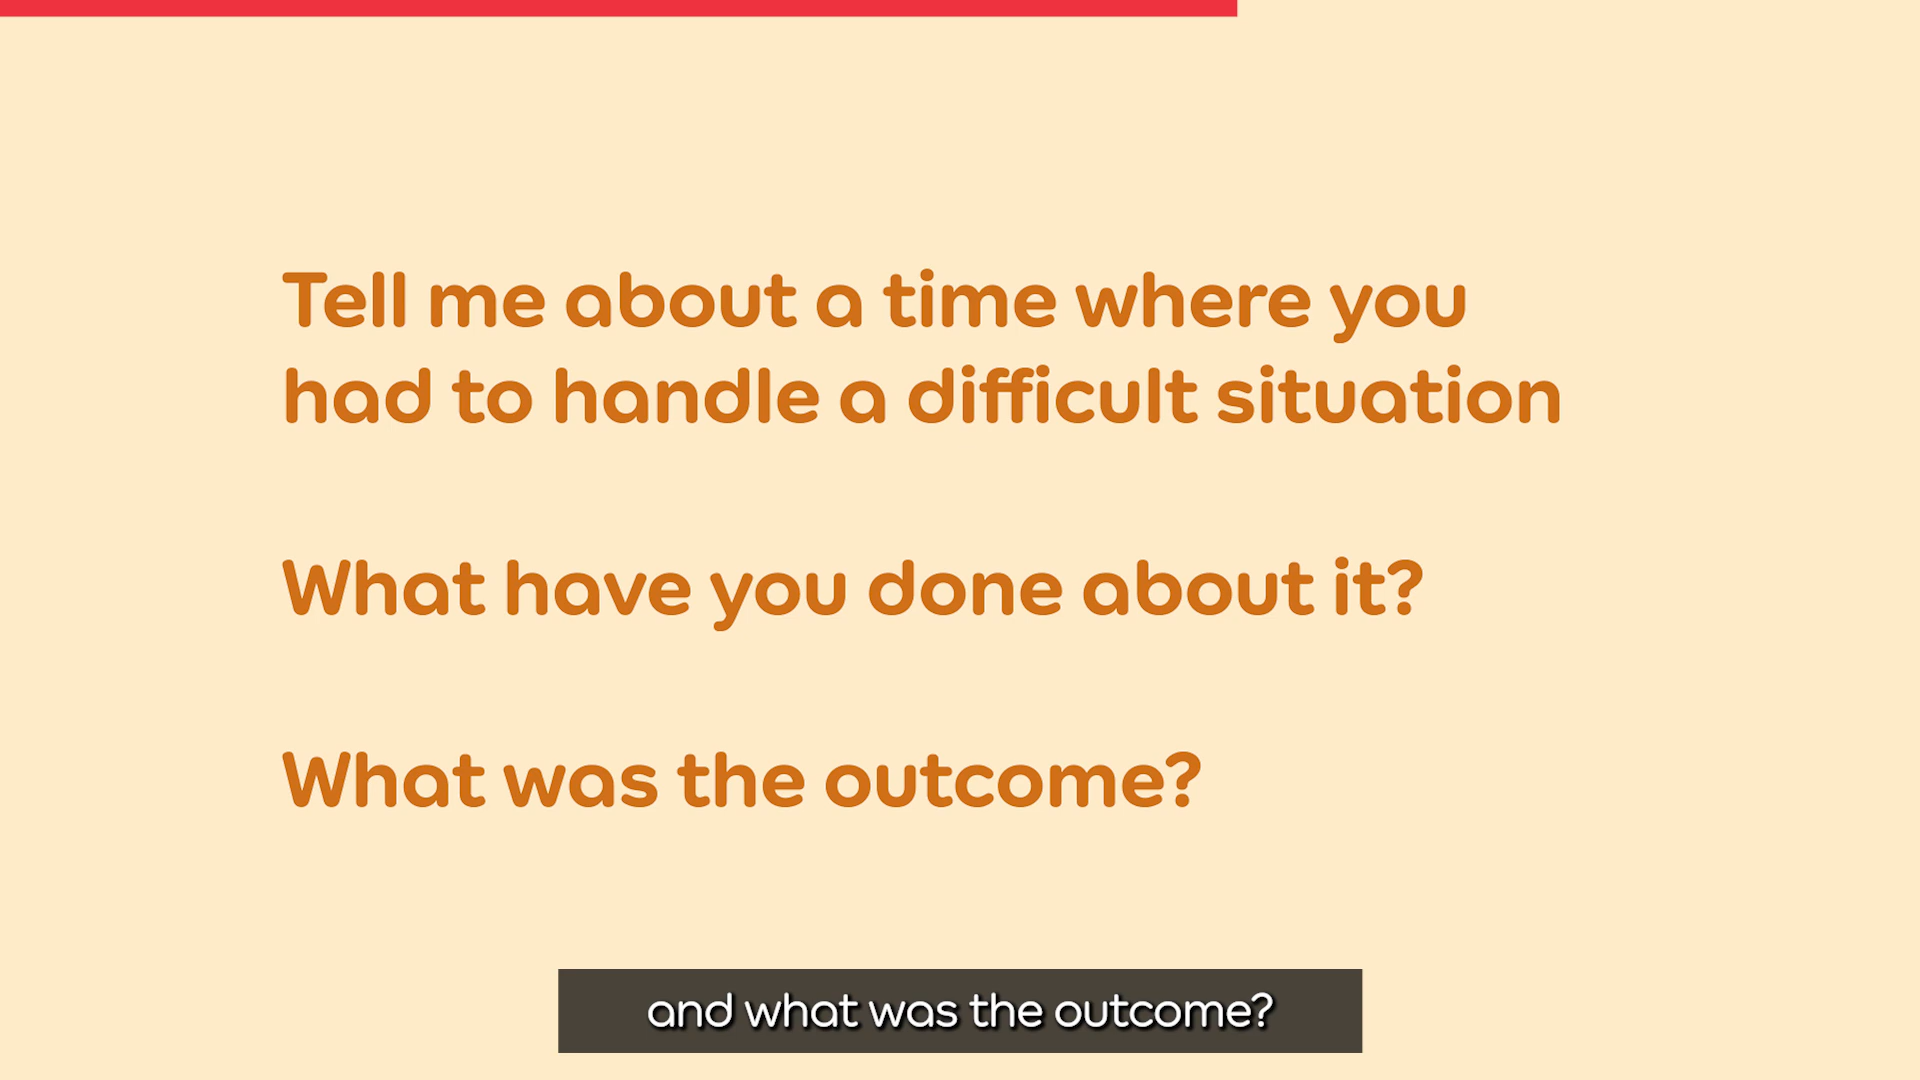 Tell me about a time where you
had to handle a difficult situation
What have you done about it?
What was the outcome?
and what was the outcome?